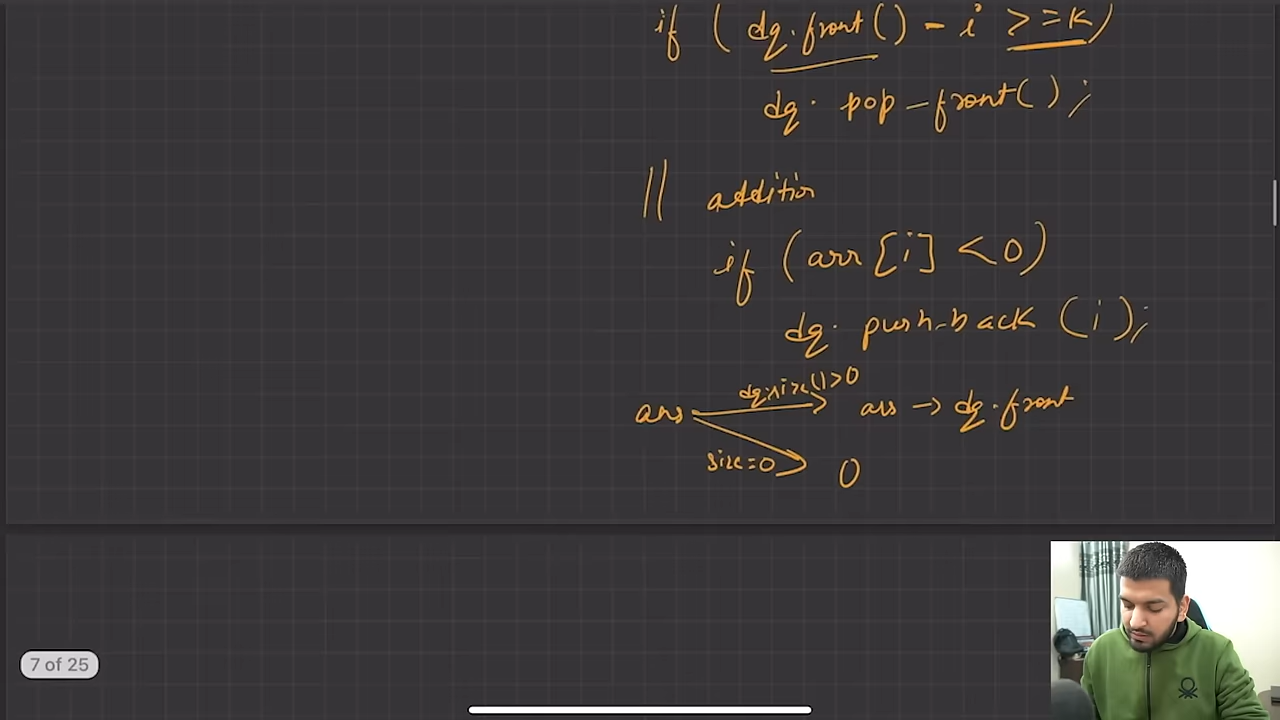 if ( dq.front() - i >= K)
dq. pop-front();
// addition
if (arr[i] <0)
dq. push-back (i);
ans dq.size()>0 ans → dq.front
size=0 0
7 of 25